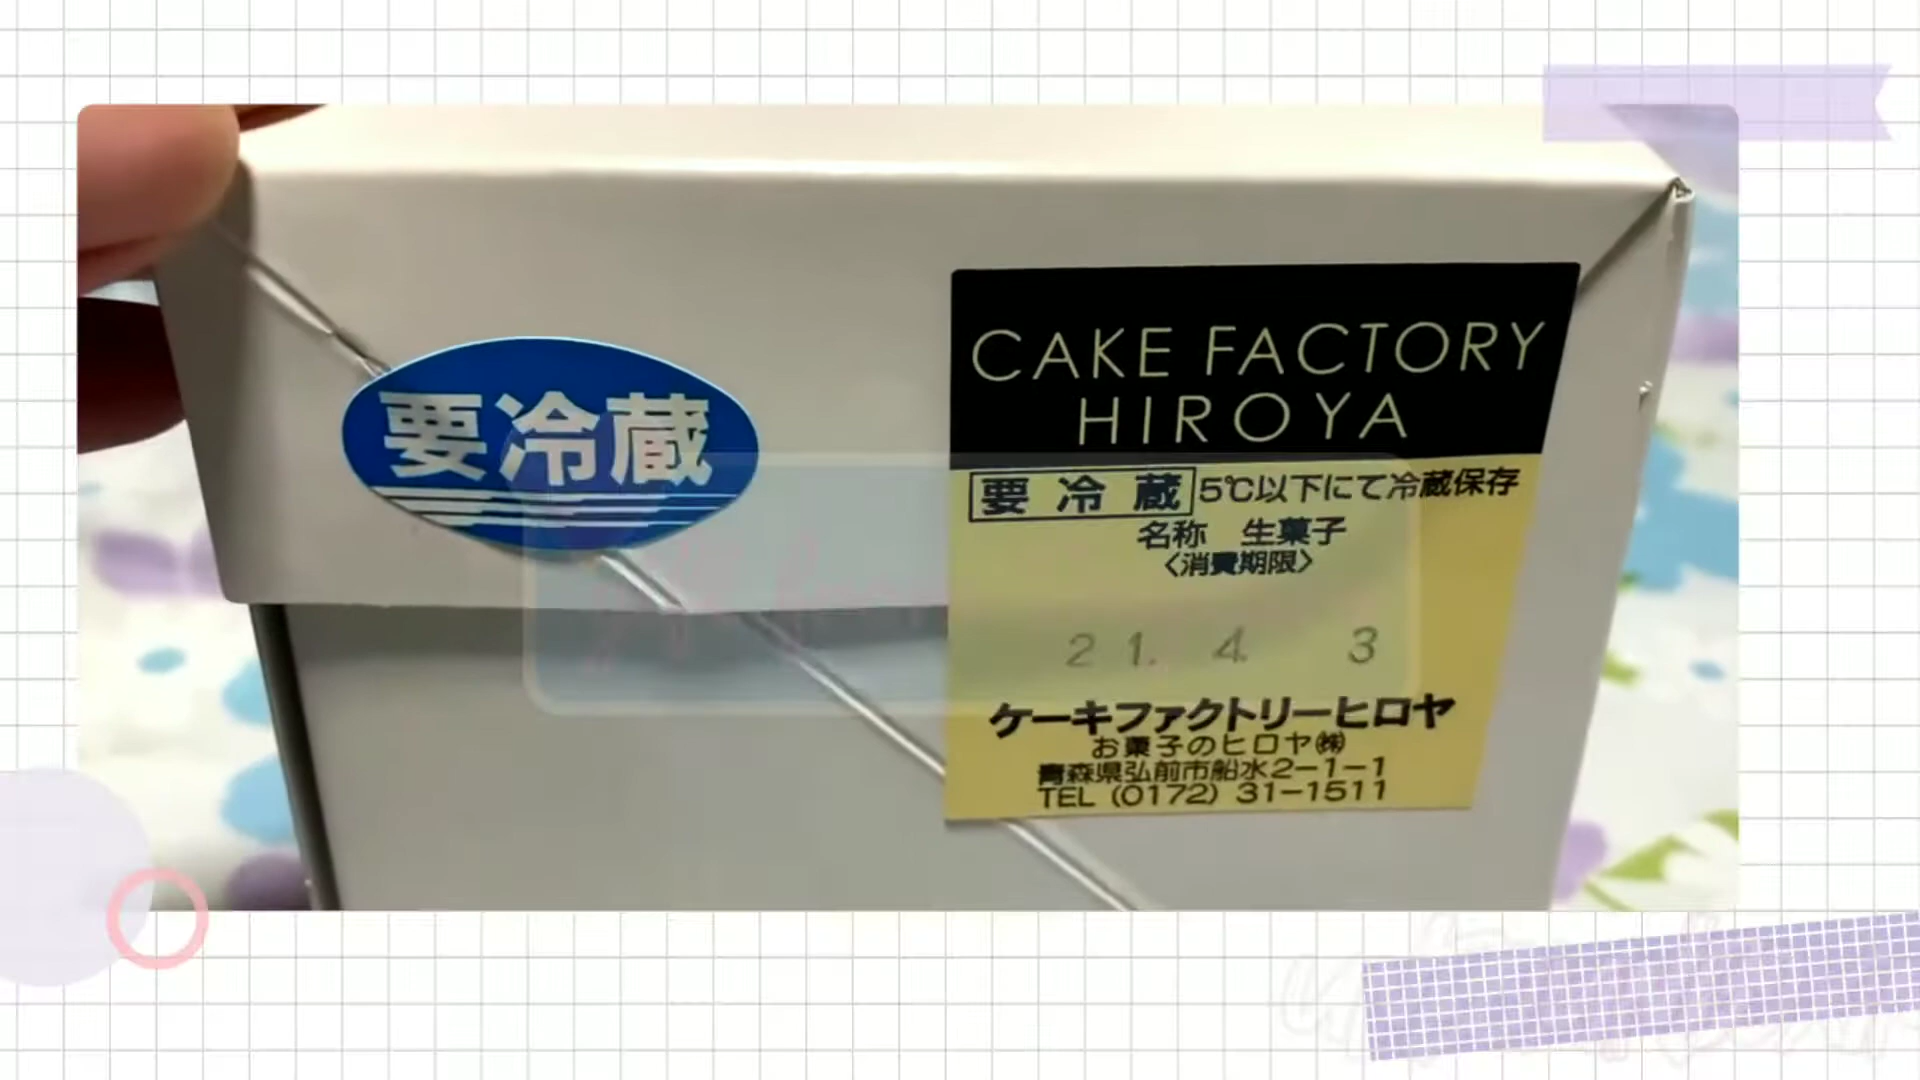 要冷蔵
CAKE FACTORY
HIROYA
要冷蔵 5℃以下にて冷蔵保存
名称 生菓子
〈消費期限〉
21. 4. 3
ケーキファクトリーヒロヤ
お菓子のヒロヤ㈱
青森県弘前市船水2-1-1
TEL (0172) 31-1511